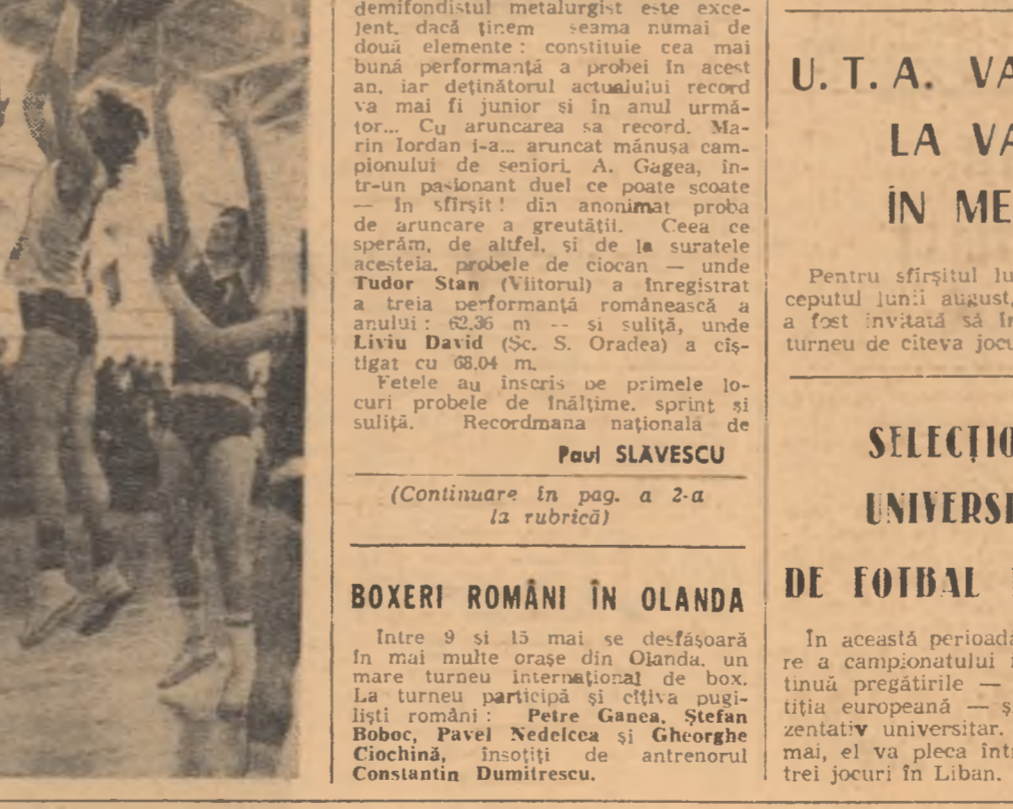 demifondistul metalurgist este exce-
lent, dacă ținem seama numai de
două elemente: constituie cea mai
bună performanță a probei în acest
an, iar deținătorul actualului record
va mai fi junior și în anul urmă-
tor... Cu aruncarea sa record, Ma-
rin Iordan i-a... aruncat mănușa cam-
pionului de seniori, A. Gagea, în-
tr-un pasionant duel ce poate scoate
— în sfîrșit! din anonimat proba
de aruncare a greutății. Ceea ce
sperăm, de altfel, și de la suratele
acesteia, probele de ciocan — unde
Tudor Stan (Viitorul) a înregistrat
a treia performanță românească a
anului: 62.36 m -- și suliță, unde
Liviu David (Sc. S. Oradea) a cîș-
tigat cu 68.04 m.
Fetele au înscris pe primele lo-
curi probele de înălțime, sprint și
suliță. Recordmana națională de
Paul SLAVESCU
(Continuare în pag. a 2-a
la rubrică)
BOXERI ROMÂNI ÎN OLANDA
Intre 9 și 15 mai se desfășoară
în mai multe orașe din Olanda, un
mare turneu internațional de box.
La turneu participă și cîțiva pugi-
liști români: Petre Ganea, Ștefan
Boboc, Pavel Nedelcea și Gheorghe
Ciochină, însoțiți de antrenorul
Constantin Dumitrescu.
U. T. A. VA
LA VA
ÎN ME
Pentru sfîrșitul lu
ceputul lunii august,
a fost invitată să în
turneu de cîteva jocu
SELECȚIO
UNIVERSI
DE FOTBAL
În această perioadă
re a campionatului
tinuă pregătirile —
tiția europeană — ș
zentativ universitar.
mai, el va pleca într
trei jocuri în Liban.